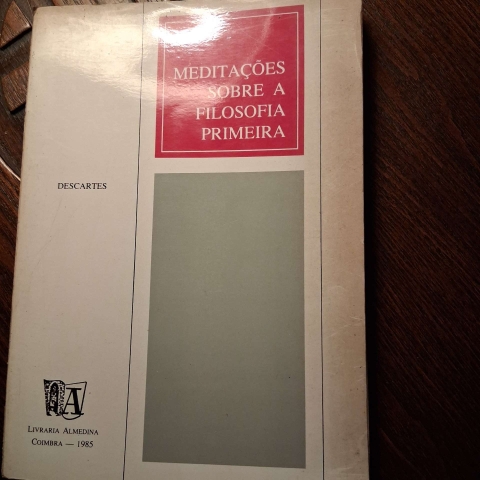 MEDITAÇÕES
SOBRE A
FILOSOFIA
PRIMEIRA
DESCARTES
A
LIVRARIA ALMEDINA
COIMBRA — 1985